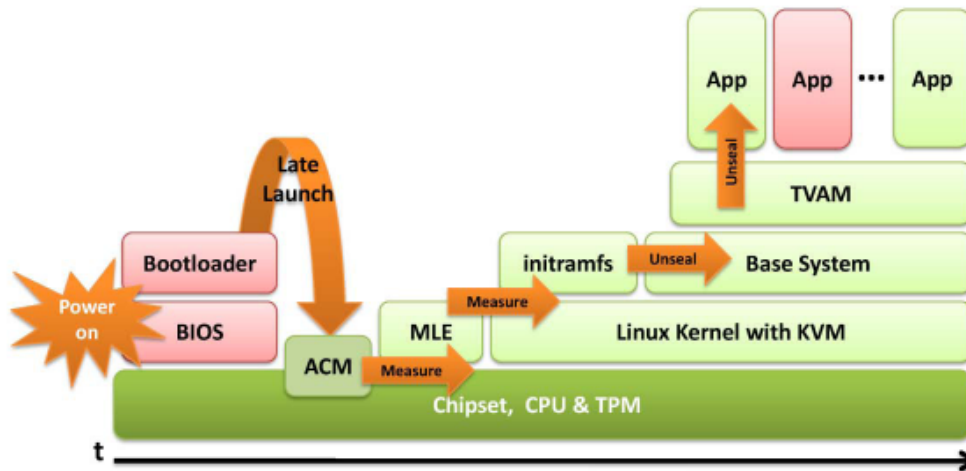 App
App
...
App
Unseal
Late
Launch
TVAM
Bootloader
initramfs
Unseal
Base System
Power
on
BIOS
Measure
MLE
Linux Kernel with KVM
ACM
Measure
Chipset, CPU & TPM
t